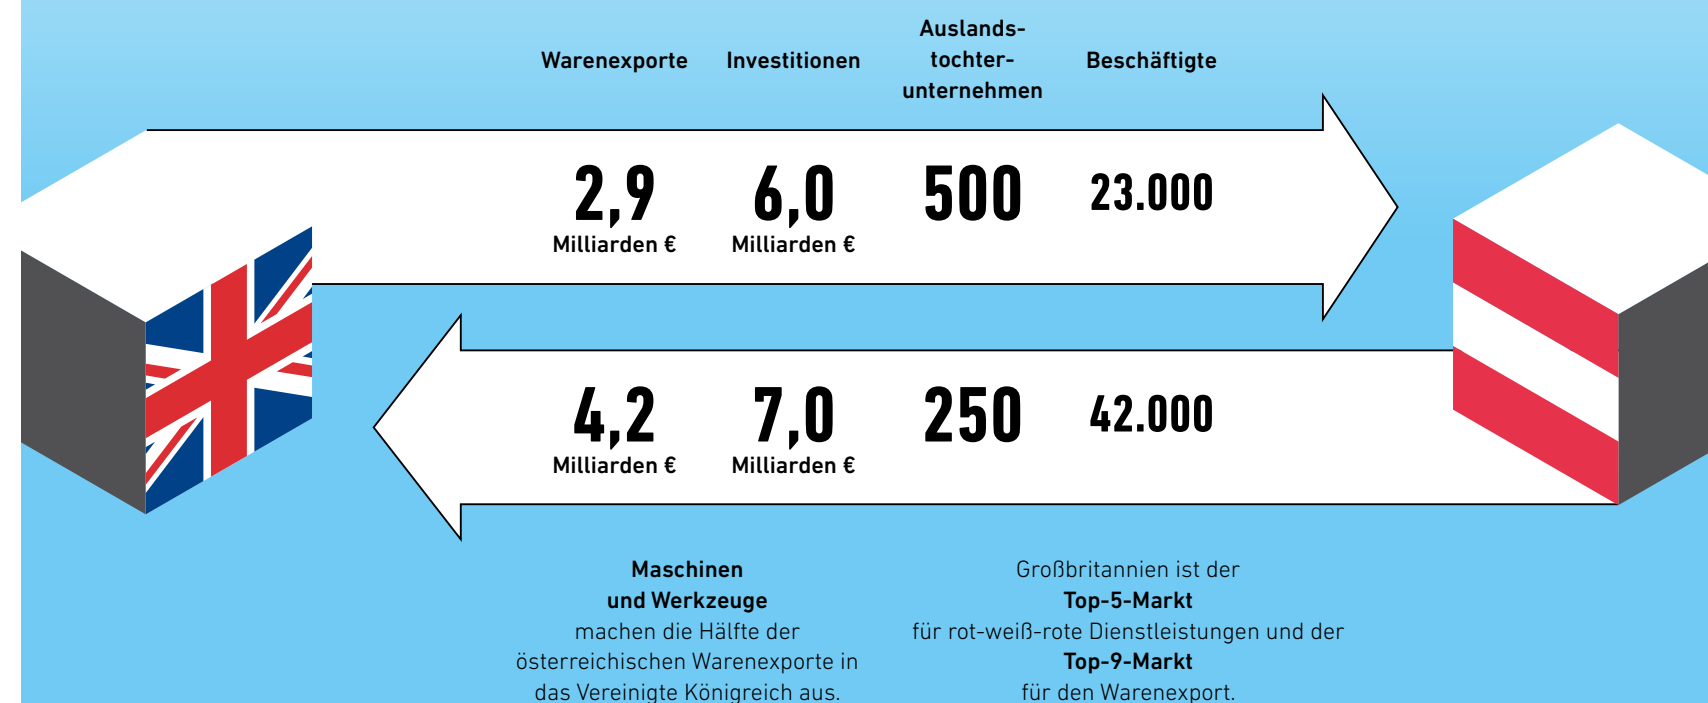 Warenexporte
Investitionen
Auslands-
tochter-
unternehmen
Beschäftigte
2,9
Milliarden €
6,0
Milliarden €
500
23.000
4,2
Milliarden €
7,0
Milliarden €
250
42.000
Maschinen
und Werkzeuge
machen die Hälfte der
österreichischen Warenexporte in
das Vereinigte Königreich aus.
Großbritannien ist der
Top-5-Markt
für rot-weiß-rote Dienstleistungen und der
Top-9-Markt
für den Warenexport.